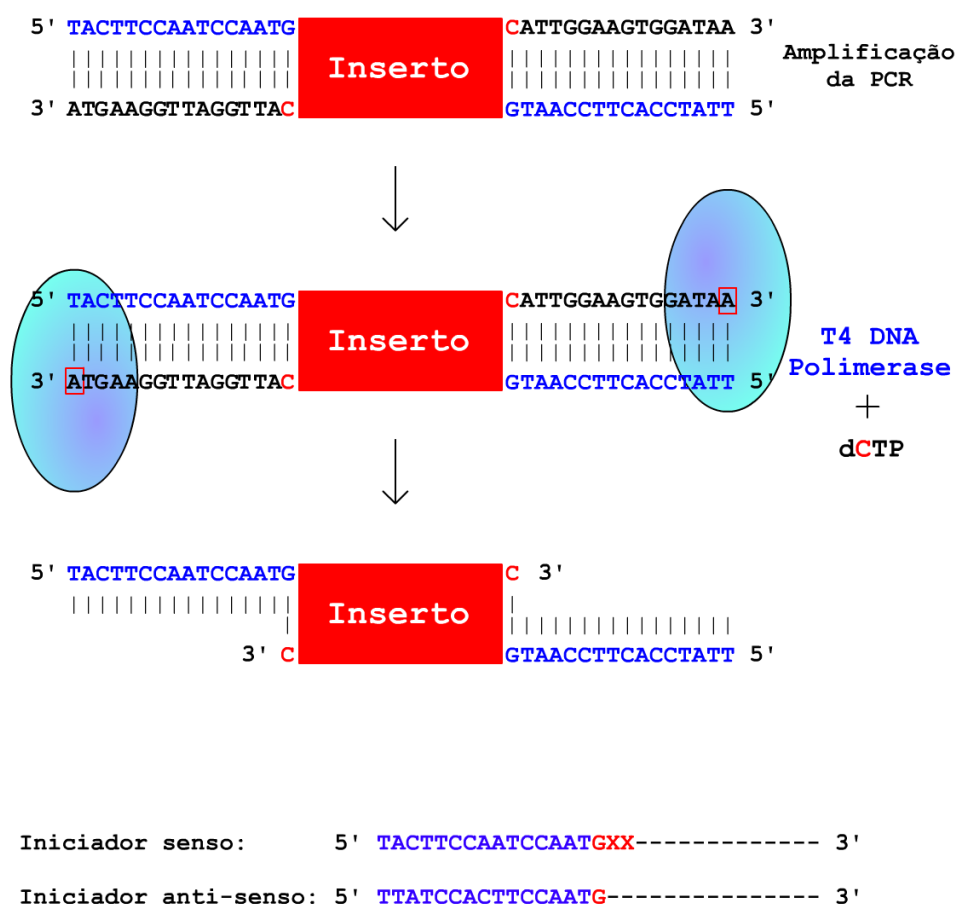 5' TACTTCCAATCCAATG Inserto CATTGGAAGTGGATAA 3'
3' ATGAAGGTTAGGTTAC GTAACCTTCACCTATT 5'
Amplificação
da PCR
5' TACTTCCAATCCAATG Inserto CATTGGAAGTGGATAA 3'
3' ATGAAGGTTAGGTTAC GTAACCTTCACCTATT 5'
T4 DNA
Polimerase
+
dCTP
5' TACTTCCAATCCAATG Inserto C 3'
3' C GTAACCTTCACCTATT 5'
Iniciador senso: 5' TACTTCCAATCCAATGXX-------------- 3'
Iniciador anti-senso: 5' TTATCCACTTCCAATG---------------- 3'